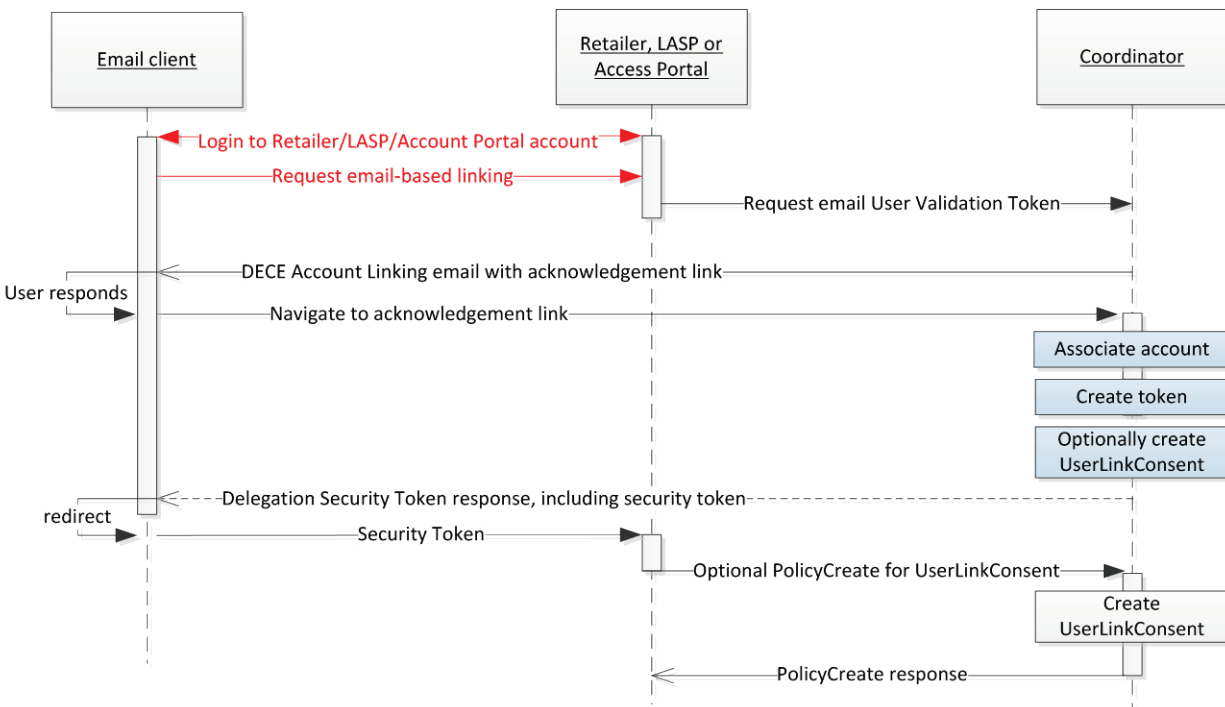 Email client
Retailer, LASP or
Access Portal
Coordinator
Login to Retailer/LASP/Account Portal account
Request email-based linking
Request email User Validation Token
DECE Account Linking email with acknowledgement link
User responds
Navigate to acknowledgement link
Associate account
Create token
Optionally create
UserLinkConsent
Delegation Security Token response, including security token
redirect
Security Token
Optional PolicyCreate for UserLinkConsent
Create
UserLinkConsent
PolicyCreate response